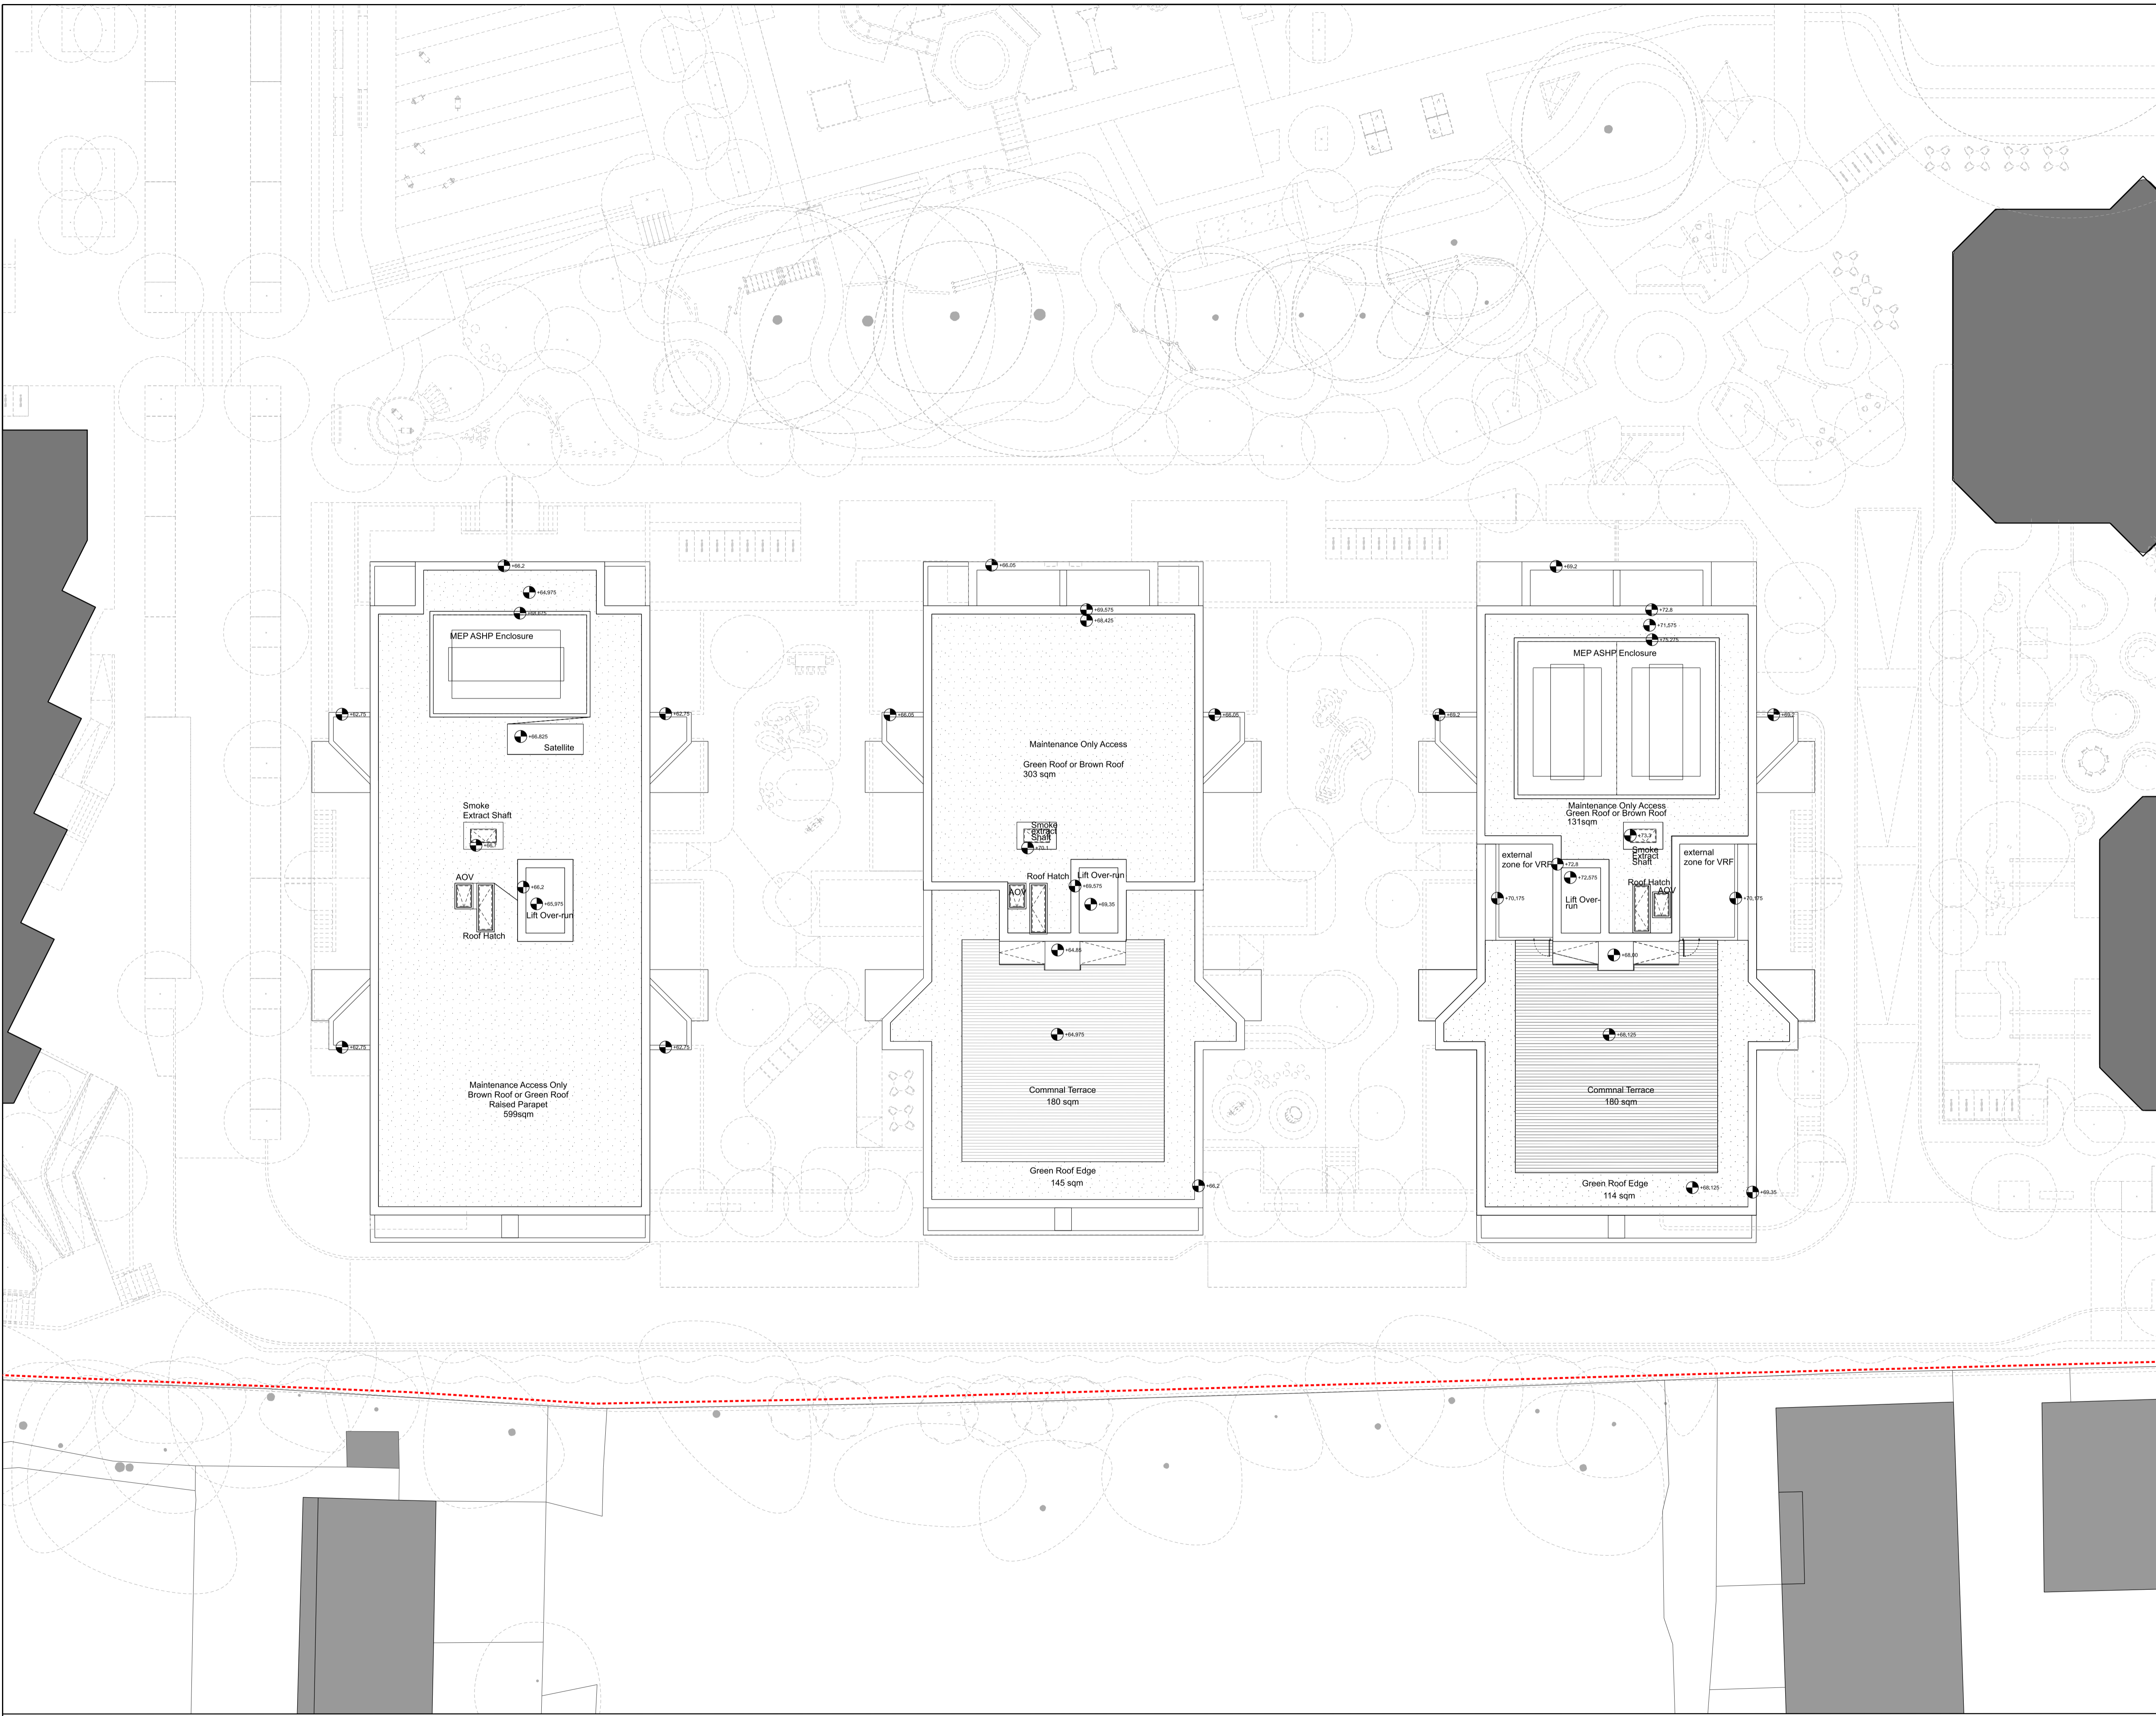 +66,2
+64,975
MEP ASHP Enclosure
+62,75
+62,75
+66,825
Satellite
Smoke
Extract Shaft
AOV
+66,2
+65,975
Lift Over-run
Roof Hatch
+62,75
+62,75
Maintenance Access Only
Brown Roof or Green Roof
Raised Parapet
599sqm
+66,05
+69,575
+68,425
+66,05
+66,05
Maintenance Only Access
Green Roof or Brown Roof
303 sqm
Smoke
extract
Shaft
+70,1
Roof Hatch
Lift Over-run
AOV
+69,575
+69,35
+64,85
+64,975
Commnal Terrace
180 sqm
Green Roof Edge
145 sqm
+66,2
+69,2
+72,8
+71,575
+75,275
MEP ASHP Enclosure
+69,2
+69,2
Maintenance Only Access
Green Roof or Brown Roof
131sqm
+73,3
Smoke
Extract
Shaft
external
zone for VRF
external
zone for VRF
+72,8
+72,575
Roof Hatch
AOV
Lift Over-
run
+70,175
+70,175
+68,00
+68,125
Commnal Terrace
180 sqm
Green Roof Edge
114 sqm
+68,125
+69,35